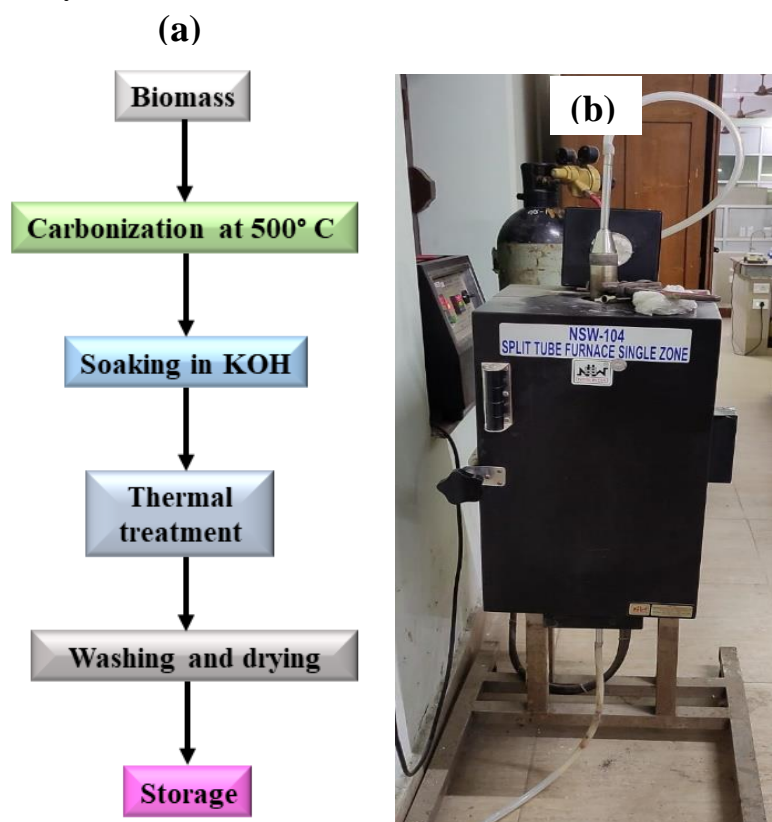 (a)
Biomass
Carbonization at 500° C
Soaking in KOH
Thermal
treatment
Washing and drying
Storage
(b)
NSW-104
SPLIT TUBE FURNACE SINGLE ZONE